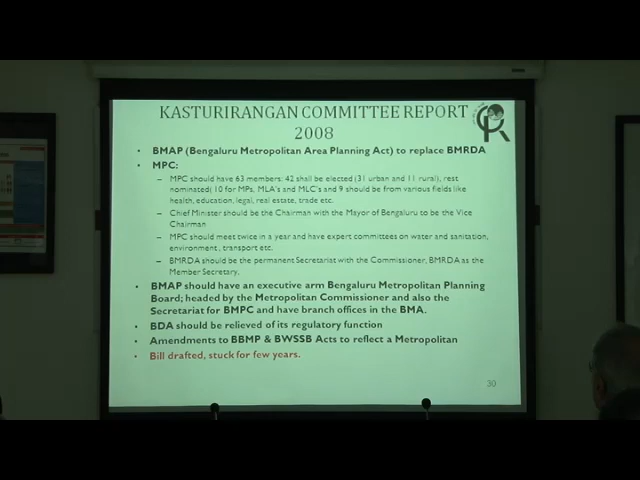 KASTURIRANGAN COMMITTEE REPORT
2008
• BMAP (Bengaluru Metropolitan Area Planning Act) to replace BMRDA
• MPC:
– MPC should have 63 members: 42 shall be elected (31 urban and 11 rural), rest
nominated( 10 for MPs, MLA's and MLC's and 9 should be from various fields like
health, education, legal, real estate, trade etc.
– Chief Minister should be the Chairman with the Mayor of Bengaluru to be the Vice
Chairman
– MPC should meet twice in a year and have expert committees on water and sanitation,
environment , transport etc.
– BMRDA should be the permanent Secretariat with the Commissioner, BMRDA as the
Member Secretary.
• BMAP should have an executive arm Bengaluru Metropolitan Planning
Board; headed by the Metropolitan Commissioner and also the
Secretariat for BMPC and have branch offices in the BMA.
• BDA should be relieved of its regulatory function
• Amendments to BBMP & BWSSB Acts to reflect a Metropolitan
• Bill drafted, stuck for few years.
30